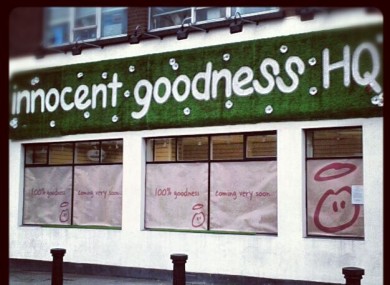 innocent goodness HQ
100% goodness
coming very soon
100% goodness
coming very soon